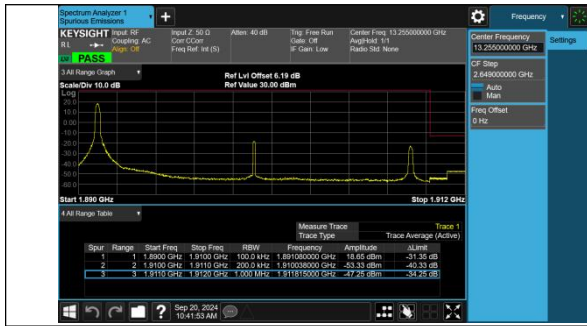 Spectrum Analyzer 1
Spurious Emissions
Frequency
KEYSIGHT Input: RF
R L
Coupling: AC
Align: Off
Input Z: 50 Ω
Corr CCorr
Freq Ref: Int (S)
Atten: 40 dB
Trig: Free Run
Gate: Off
IF Gain: Low
Center Freq: 13.255000000 GHz
Avg|Hold: 1/1
Radio Std: None
PASS
Center Frequency
13.255000000 GHz
Settings
CF Step
2.649000000 GHz
Auto
Man
Freq Offset
0 Hz
3 All Range Graph
Scale/Div 10.0 dB
Ref Lvl Offset 6.19 dB
Ref Value 30.00 dBm
Log
20.0
10.0
0.00
-10.0
-20.0
-30.0
-40.0
-50.0
-60.0
Start 1.890 GHz
Stop 1.912 GHz
4 All Range Table
Measure Trace Trace 1
Trace Type Trace Average (Active)
Spur Range Start Freq Stop Freq RBW Frequency Amplitude ΔLimit
1 1 1.8900 GHz 1.9100 GHz 100.0 kHz 1.891080000 GHz 18.65 dBm -31.35 dB
2 2 1.9100 GHz 1.9110 GHz 200.0 kHz 1.910038000 GHz -53.33 dBm -40.33 dB
3 3 1.9110 GHz 1.9120 GHz 1.000 MHz 1.911815000 GHz -47.25 dBm -34.25 dB
Sep 20, 2024
10:41:53 AM